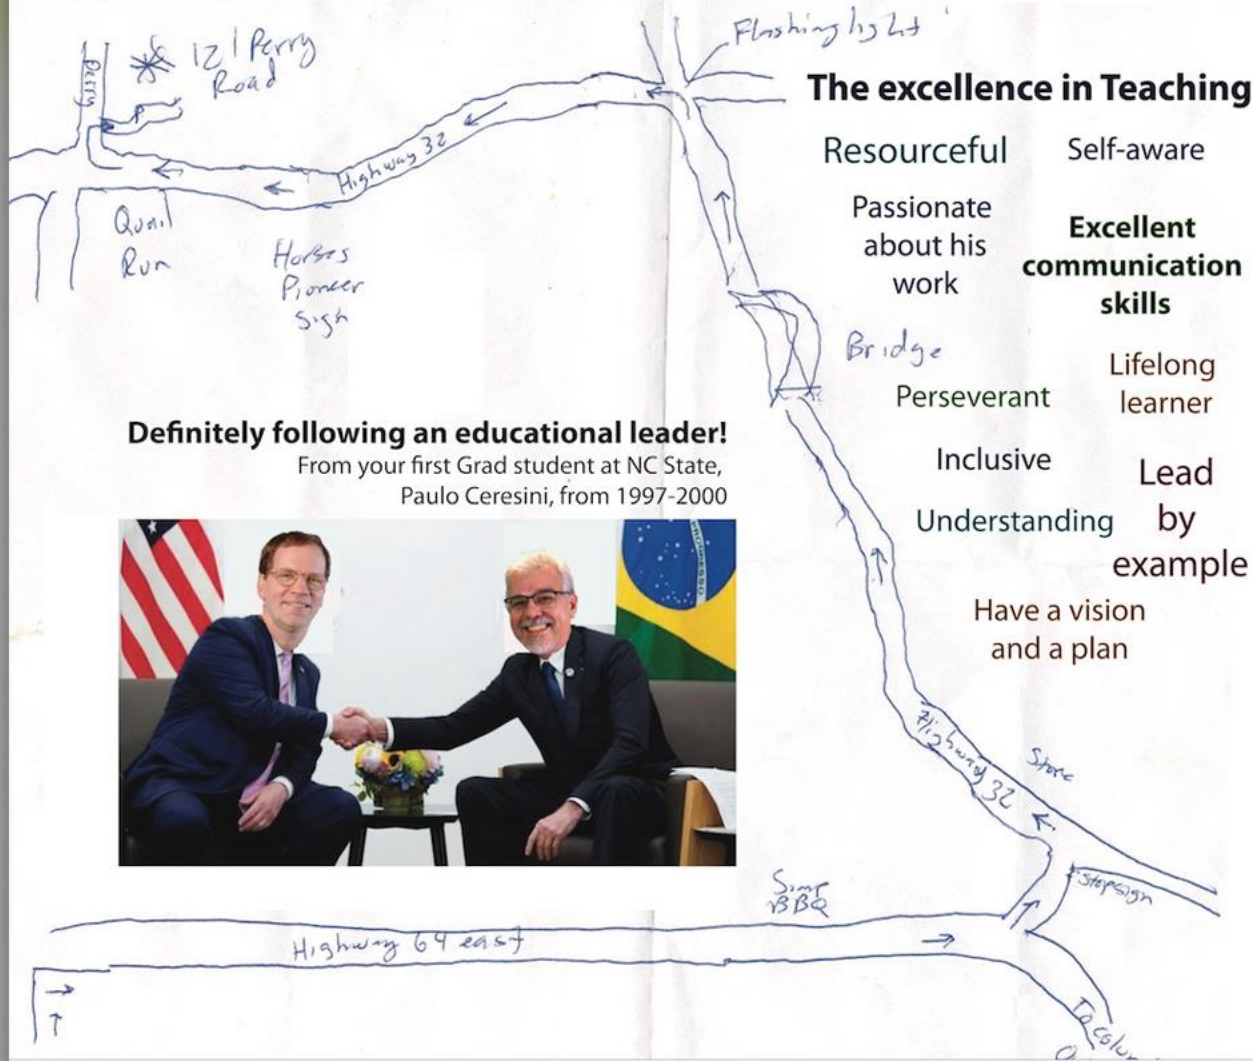 Flashing light
121 Perry
Road
Perry
P
Highway 32
Quail
Run
Horses
Pioneer
Sign
Bridge
The excellence in Teaching
Resourceful
Self-aware
Passionate
about his
work
Excellent
communication
skills
Perseverant
Lifelong
learner
Inclusive
Lead
by
example
Understanding
Have a vision
and a plan
Definitely following an educational leader!
From your first Grad student at NC State,
Paulo Ceresini, from 1997-2000
Highway 32
Store
Stopsign
BBQ
Highway 64 east